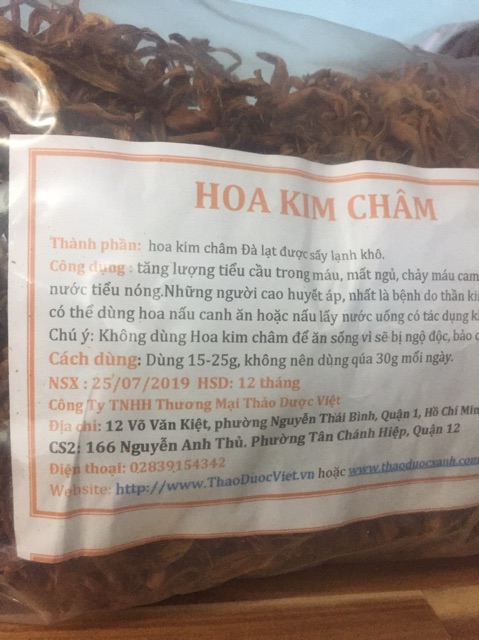 HOA KIM CHÂM
Thành phần: hoa kim châm Đà lạt được sấy lạnh khô.
Công dụng : tăng lượng tiểu cầu trong máu, mất ngủ, chảy máu cam
nước tiểu nóng.Những người cao huyết áp, nhất là bệnh do thần
có thể dùng hoa nấu canh ăn hoặc nấu lấy nước uống có tác dụng
Chú ý: Không dùng Hoa kim châm để ăn sống vì sẽ bị ngộ độc, bảo
Cách dùng: Dùng 15-25g, không nên dùng qúa 30g mỗi ngày.
NSX : 25/07/2019 HSD: 12 tháng
Công Ty TNHH Thương Mại Thảo Dược Việt
Địa chỉ: 12 Võ Văn Kiệt, phường Nguyễn Thái Bình, Quận 1, Hồ Chí
CS2: 166 Nguyễn Anh Thủ. Phường Tân Chánh Hiệp, Quận 12
Điện thoại: 02839154342
Website: http://www.ThaoDuocViet.vn hoặc www.thaoduocxanh.com